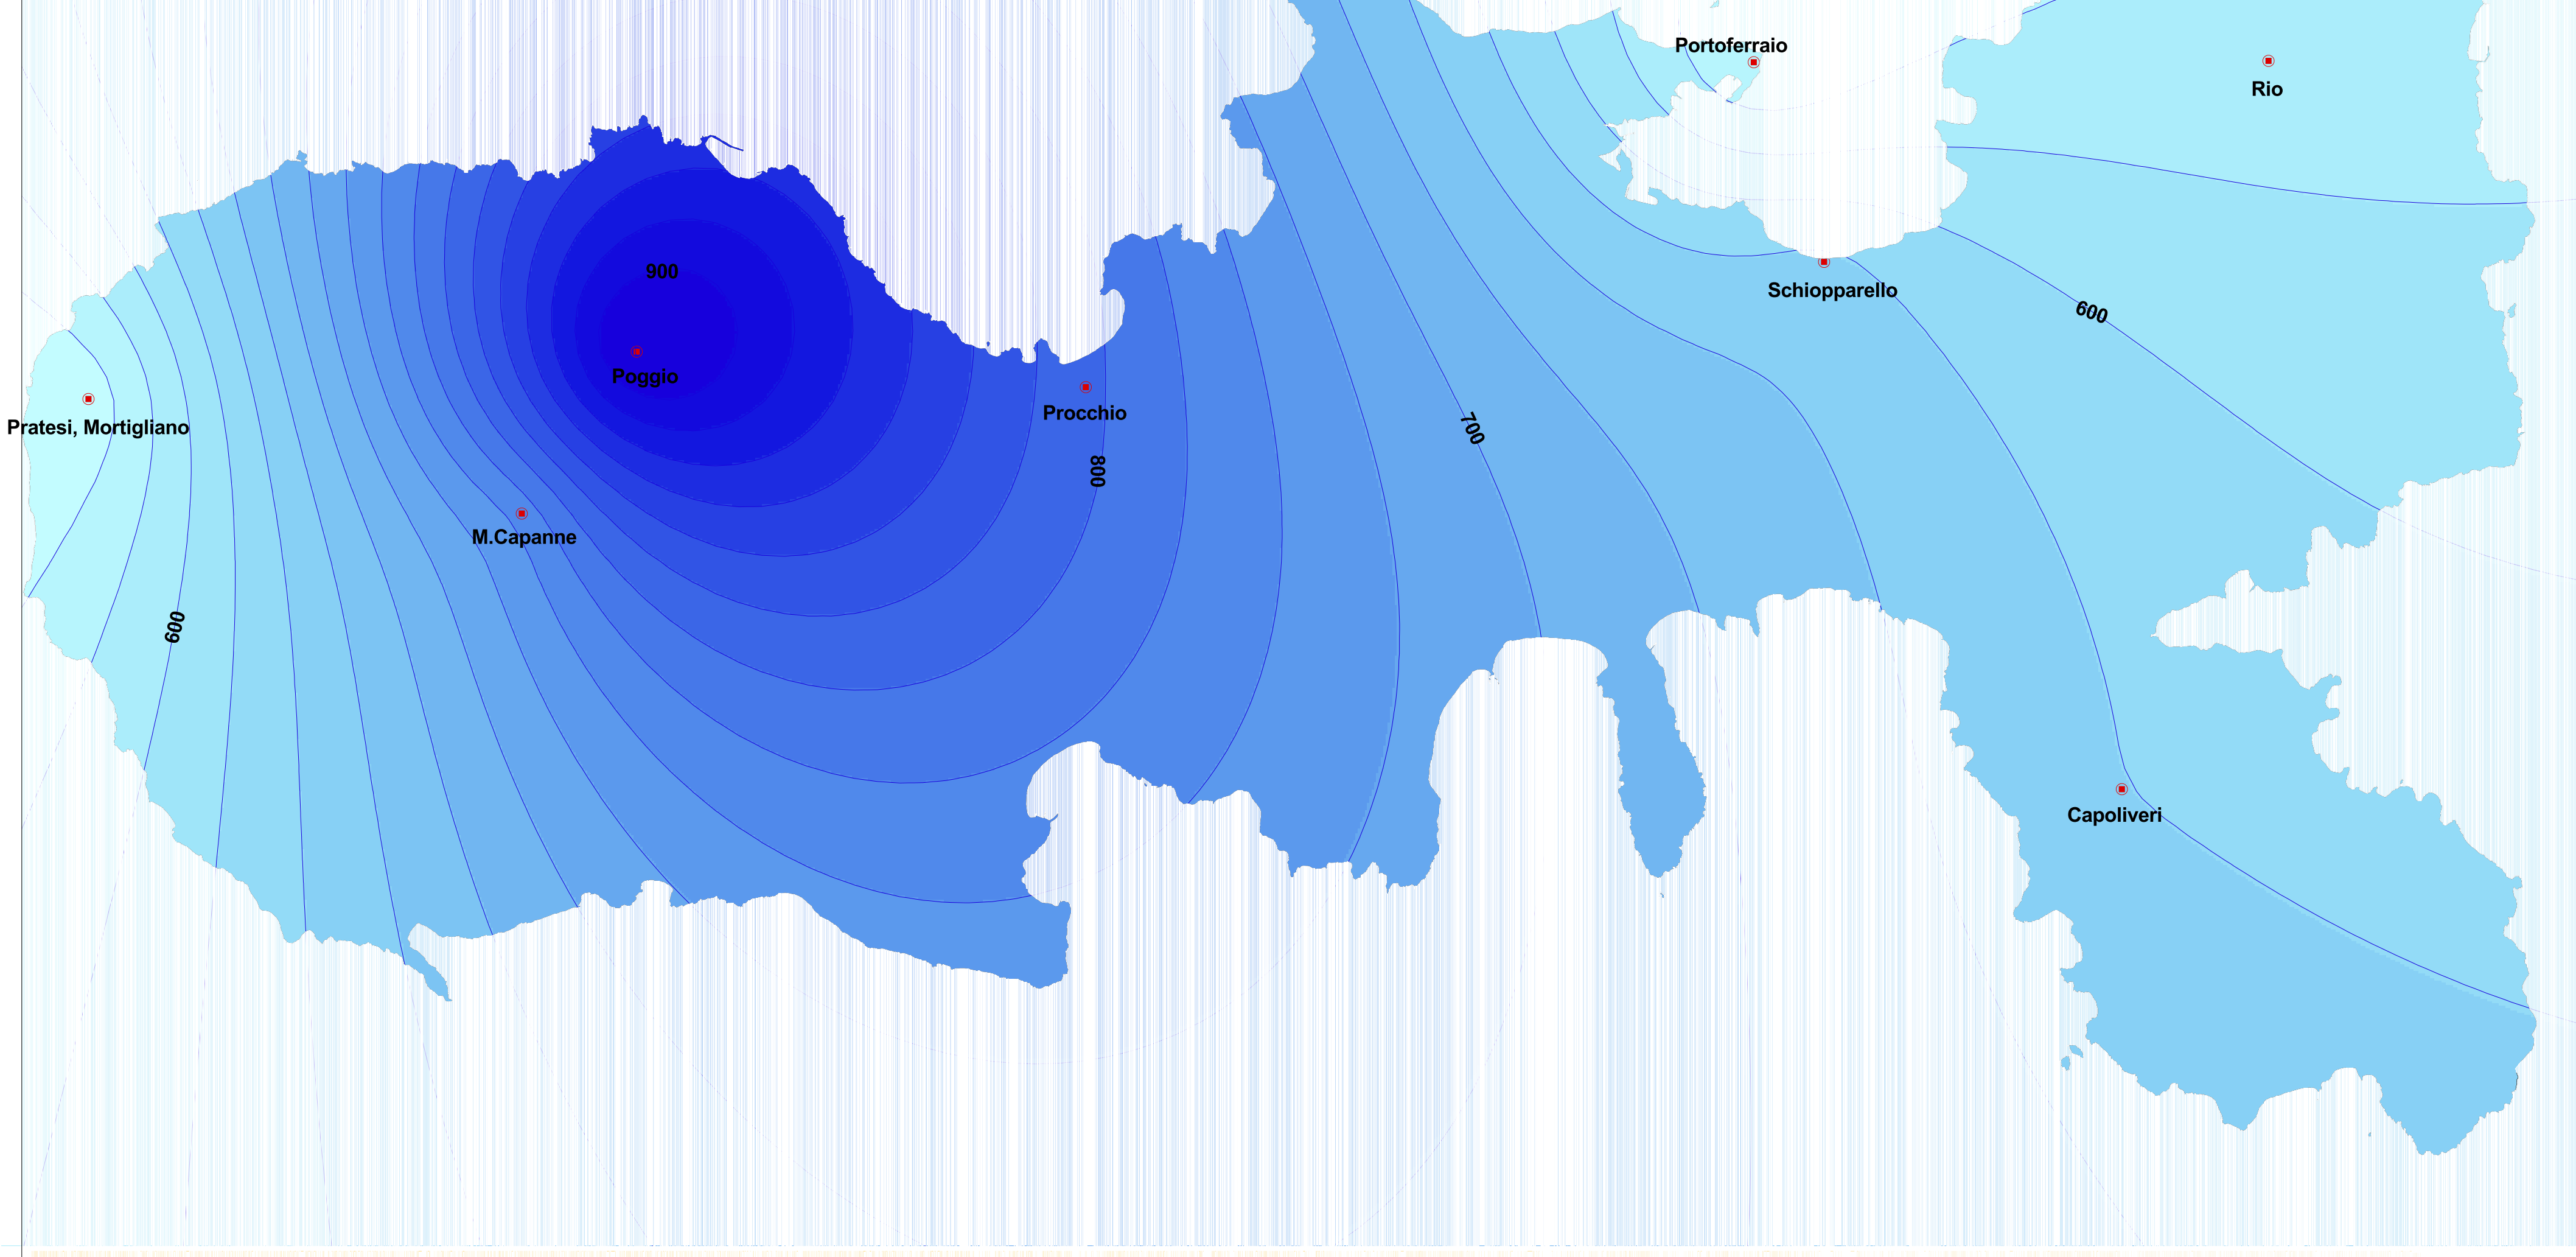 Portoferraio
Rio
900
Schiopparello
600
Poggio
Procchio
Pratesi, Mortigliano
700
800
M.Capanne
600
Capoliveri